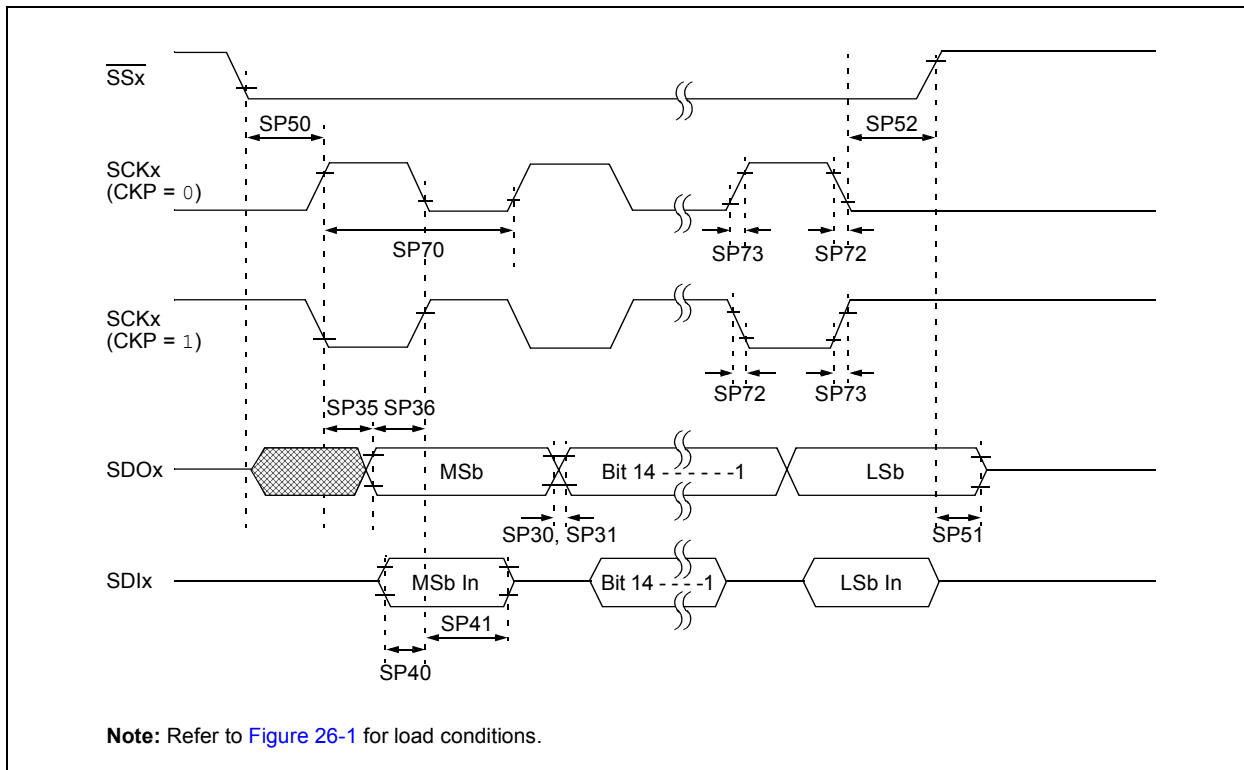 SSx
SP50
SP52
SCKx
(CKP = 0)
SP70
SP73
SP72
SCKx
(CKP = 1)
SP72
SP73
SP35
SP36
SDOx
MSb
Bit 14 - - - - - - -1
LSb
SP30, SP31
SP51
SDIx
MSb In
Bit 14 - - - - -1
LSb In
SP41
SP40
Note: Refer to Figure 26-1 for load conditions.